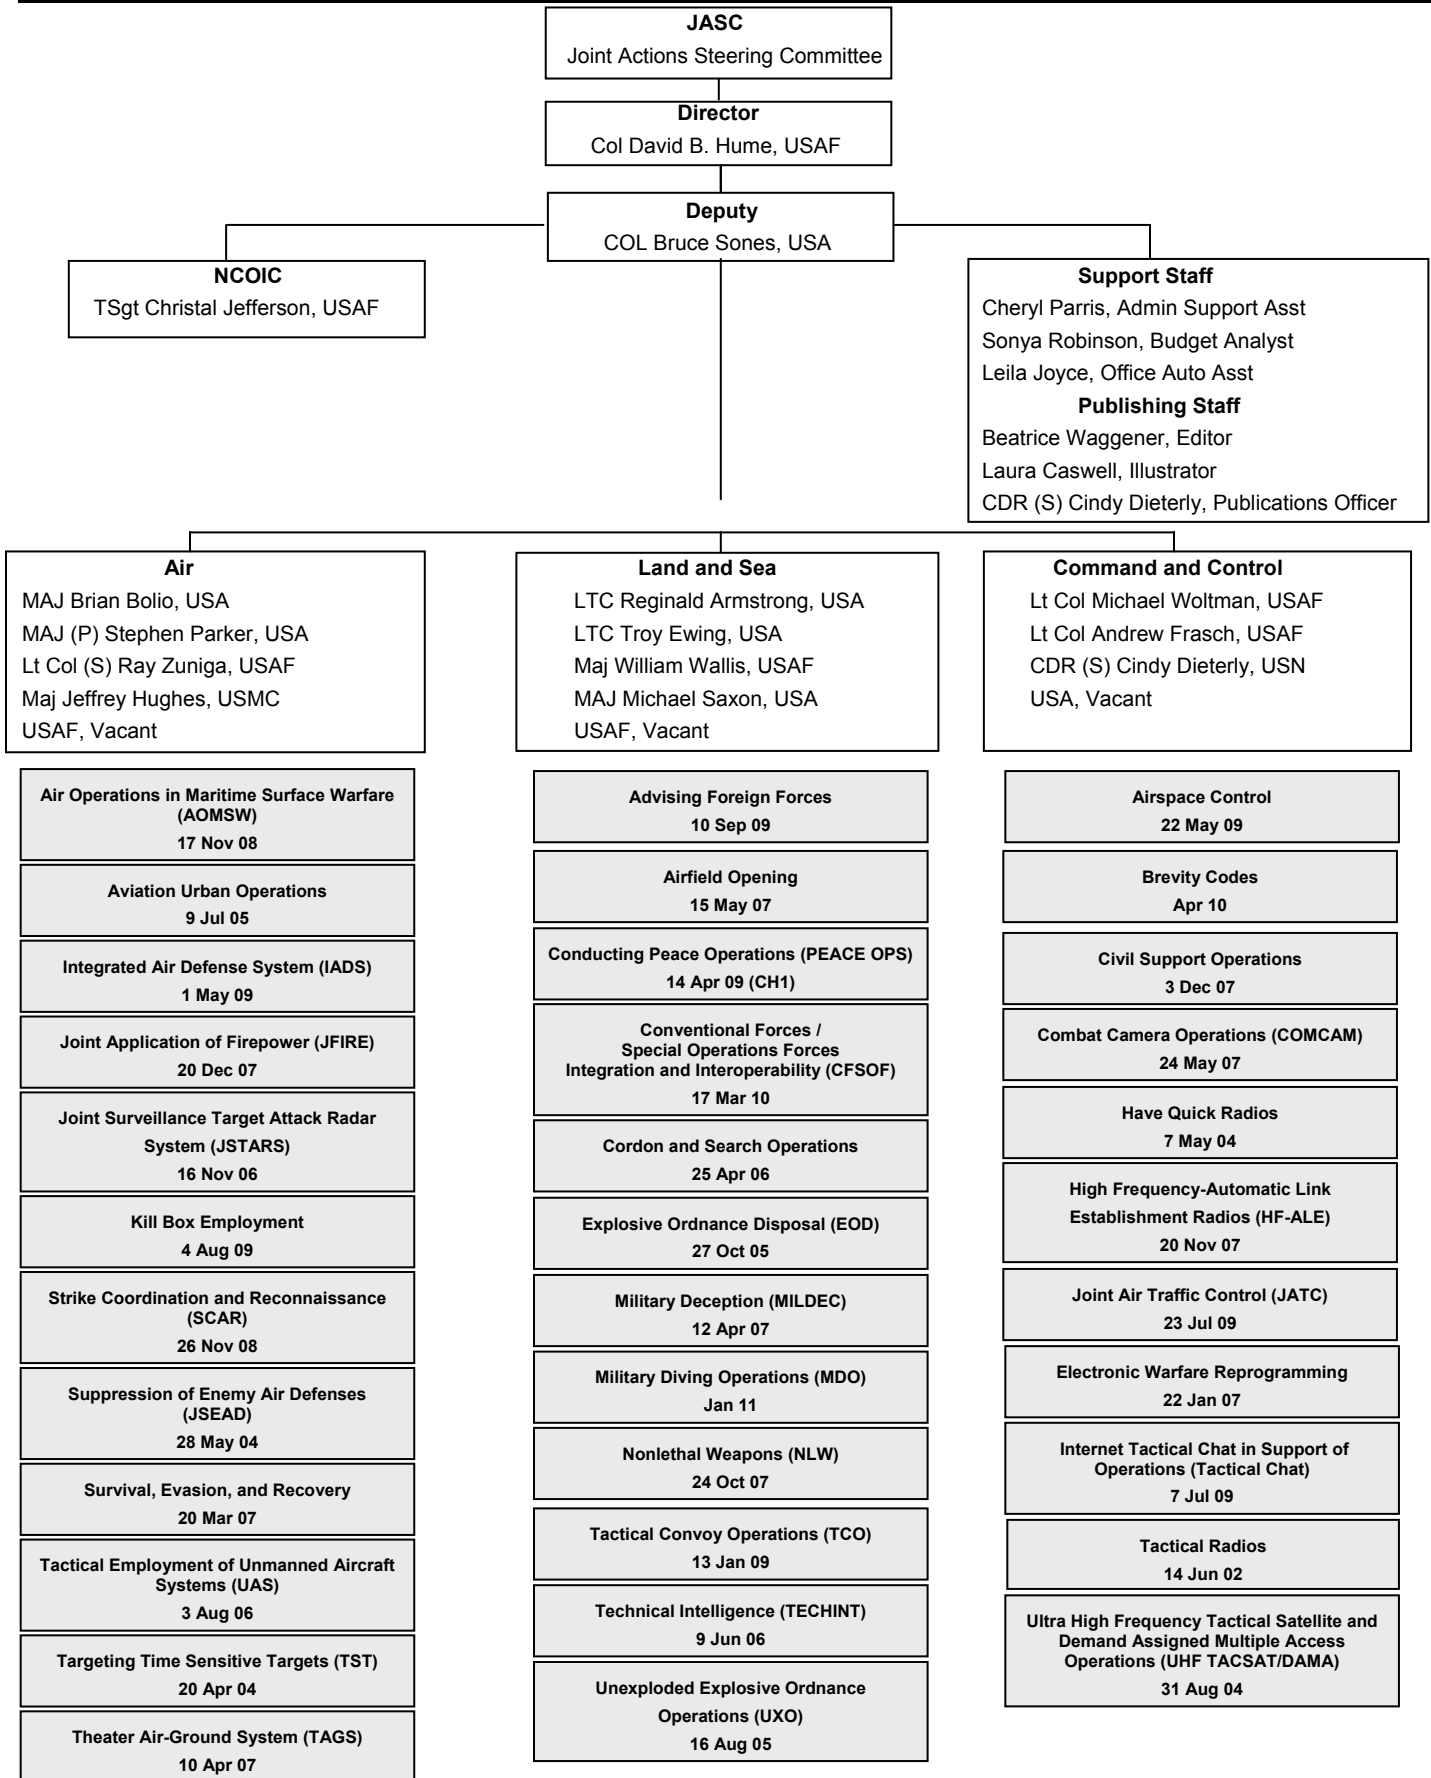 JASC
Joint Actions Steering Committee
Director
Col David B. Hume, USAF
Deputy
COL Bruce Sones, USA
NCOIC
TSgt Christal Jefferson, USAF
Support Staff
Cheryl Parris, Admin Support Asst
Sonya Robinson, Budget Analyst
Leila Joyce, Office Auto Asst
Publishing Staff
Beatrice Waggener, Editor
Laura Caswell, Illustrator
CDR (S) Cindy Dieterly, Publications Officer
Air
MAJ Brian Bolio, USA
MAJ (P) Stephen Parker, USA
Lt Col (S) Ray Zuniga, USAF
Maj Jeffrey Hughes, USMC
USAF, Vacant
Land and Sea
LTC Reginald Armstrong, USA
LTC Troy Ewing, USA
Maj William Wallis, USAF
MAJ Michael Saxon, USA
USAF, Vacant
Command and Control
Lt Col Michael Woltman, USAF
Lt Col Andrew Frasch, USAF
CDR (S) Cindy Dieterly, USN
USA, Vacant
Air Operations in Maritime Surface Warfare
(AOMSW)
17 Nov 08
Aviation Urban Operations
9 Jul 05
Integrated Air Defense System (IADS)
1 May 09
Joint Application of Firepower (JFIRE)
20 Dec 07
Joint Surveillance Target Attack Radar
System (JSTARS)
16 Nov 06
Kill Box Employment
4 Aug 09
Strike Coordination and Reconnaissance
(SCAR)
26 Nov 08
Suppression of Enemy Air Defenses
(JSEAD)
28 May 04
Survival, Evasion, and Recovery
20 Mar 07
Tactical Employment of Unmanned Aircraft
Systems (UAS)
3 Aug 06
Targeting Time Sensitive Targets (TST)
20 Apr 04
Theater Air-Ground System (TAGS)
10 Apr 07
Advising Foreign Forces
10 Sep 09
Airfield Opening
15 May 07
Conducting Peace Operations (PEACE OPS)
14 Apr 09 (CH1)
Conventional Forces /
Special Operations Forces
Integration and Interoperability (CFSOF)
17 Mar 10
Cordon and Search Operations
25 Apr 06
Explosive Ordnance Disposal (EOD)
27 Oct 05
Military Deception (MILDEC)
12 Apr 07
Military Diving Operations (MDO)
Jan 11
Nonlethal Weapons (NLW)
24 Oct 07
Tactical Convoy Operations (TCO)
13 Jan 09
Technical Intelligence (TECHINT)
9 Jun 06
Unexploded Explosive Ordnance
Operations (UXO)
16 Aug 05
Airspace Control
22 May 09
Brevity Codes
Apr 10
Civil Support Operations
3 Dec 07
Combat Camera Operations (COMCAM)
24 May 07
Have Quick Radios
7 May 04
High Frequency-Automatic Link
Establishment Radios (HF-ALE)
20 Nov 07
Joint Air Traffic Control (JATC)
23 Jul 09
Electronic Warfare Reprogramming
22 Jan 07
Internet Tactical Chat in Support of
Operations (Tactical Chat)
7 Jul 09
Tactical Radios
14 Jun 02
Ultra High Frequency Tactical Satellite and
Demand Assigned Multiple Access
Operations (UHF TACSAT/DAMA)
31 Aug 04